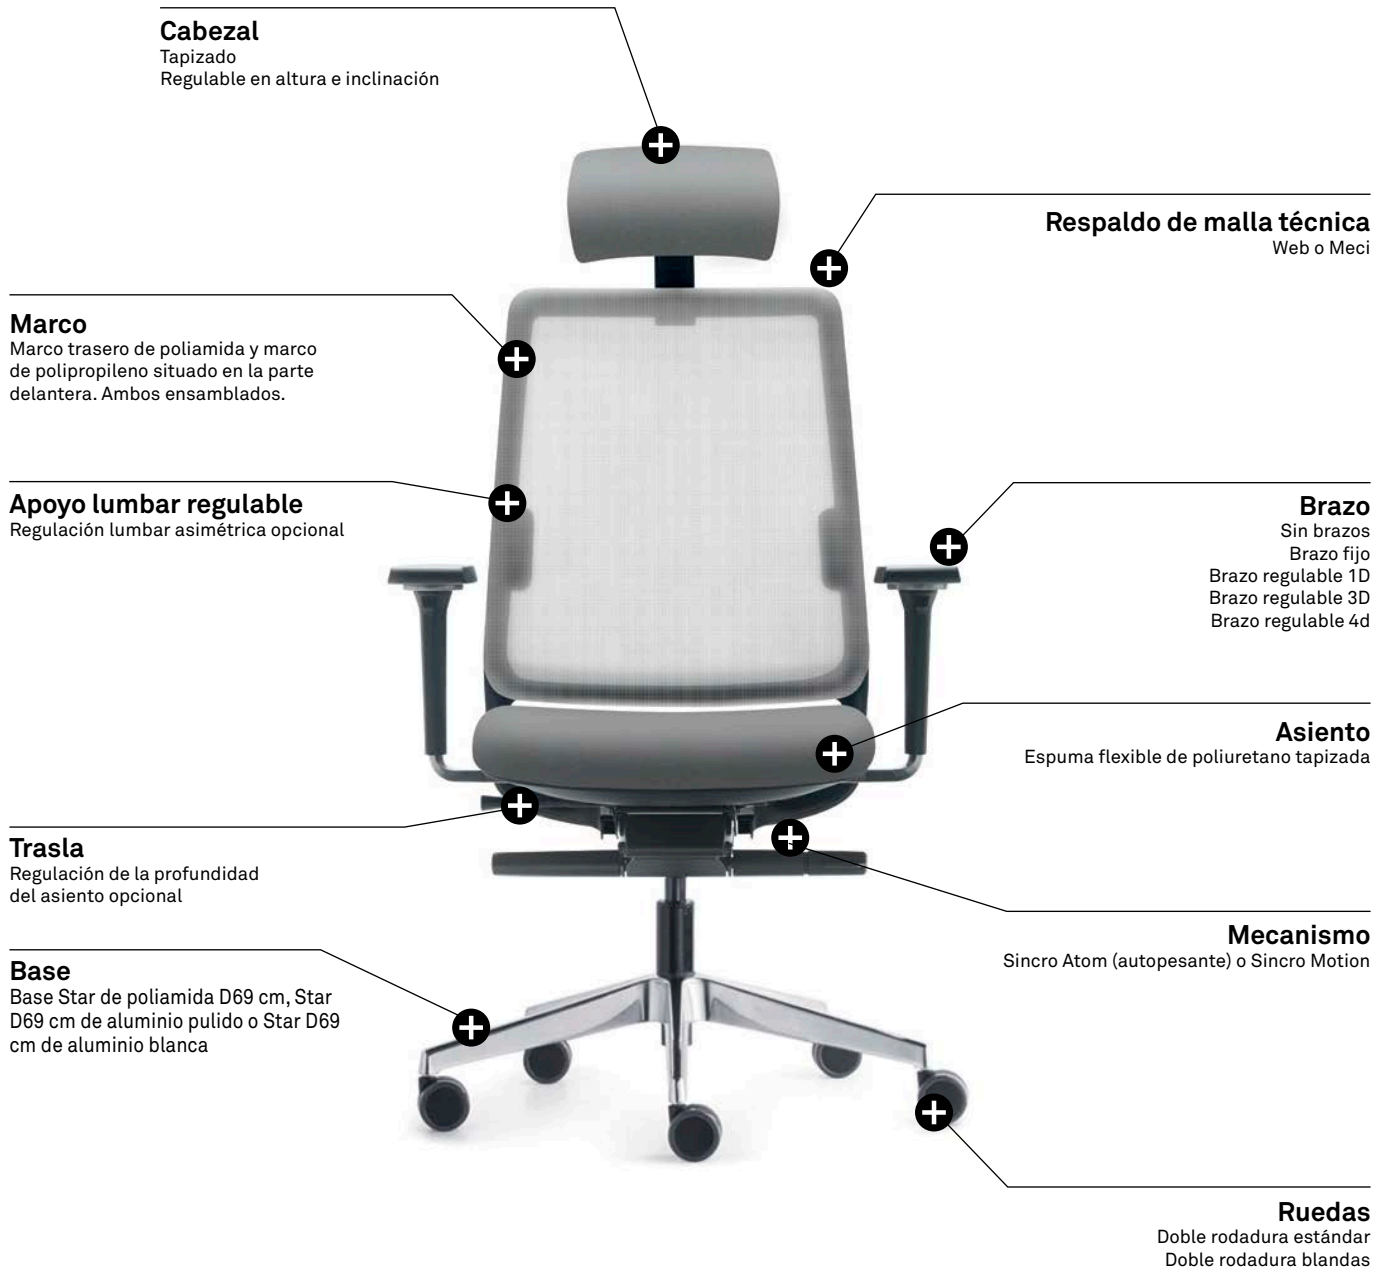 Cabezal
Tapizado
Regulable en altura e inclinación
Respaldo de malla técnica
Web o Meci
Marco
Marco trasero de poliamida y marco
de polipropileno situado en la parte
delantera. Ambos ensamblados.
Apoyo lumbar regulable
Regulación lumbar asimétrica opcional
Brazo
Sin brazos
Brazo fijo
Brazo regulable 1D
Brazo regulable 3D
Brazo regulable 4d
Asiento
Espuma flexible de poliuretano tapizada
Trasla
Regulación de la profundidad
del asiento opcional
Mecanismo
Sincro Atom (autopesante) o Sincro Motion
Base
Base Star de poliamida D69 cm, Star
D69 cm de aluminio pulido o Star D69
cm de aluminio blanca
Ruedas
Doble rodadura estándar
Doble rodadura blandas